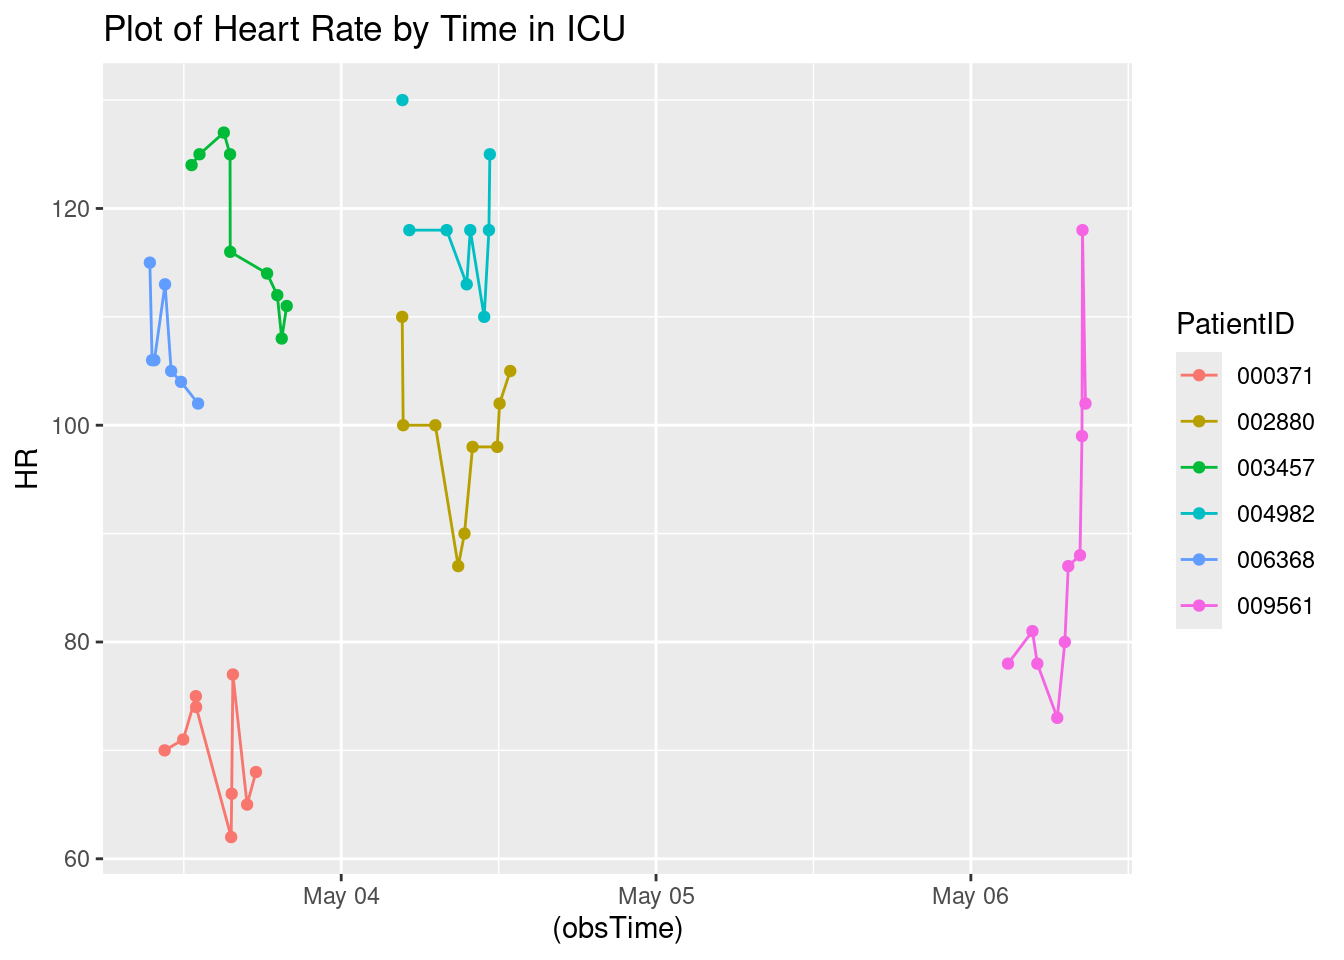 Plot of Heart Rate by Time in ICU
HR
120
100
80
60
May 04
May 05
May 06
(obsTime)
PatientID
000371
002880
003457
004982
006368
009561